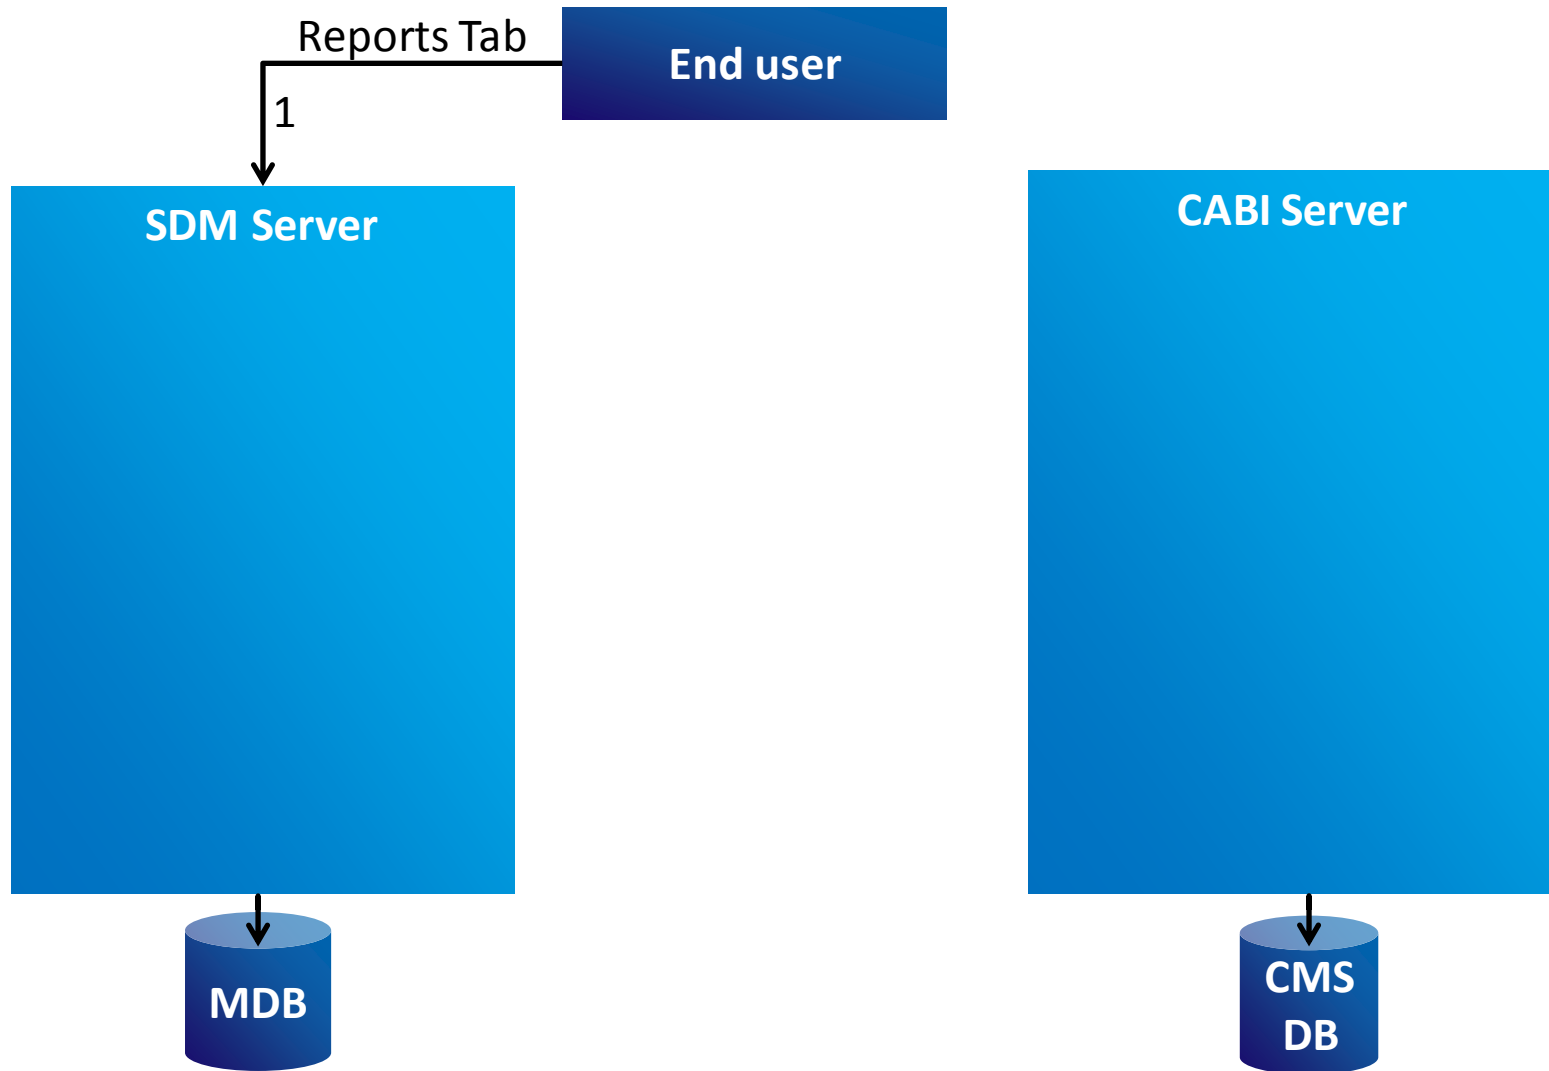 Reports Tab
End user
1
SDM Server
CABI Server
MDB
CMS
DB